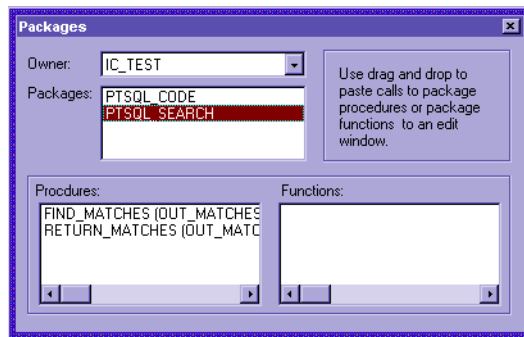 Packages
Owner:
IC_TEST
Packages:
PTSQL_CODE
PTSQL_SEARCH
Use drag and drop to
paste calls to package
procedures or package
functions to an edit
window.
Procdures:
FIND_MATCHES (OUT_MATCHES
RETURN_MATCHES (OUT_MATC
Functions: